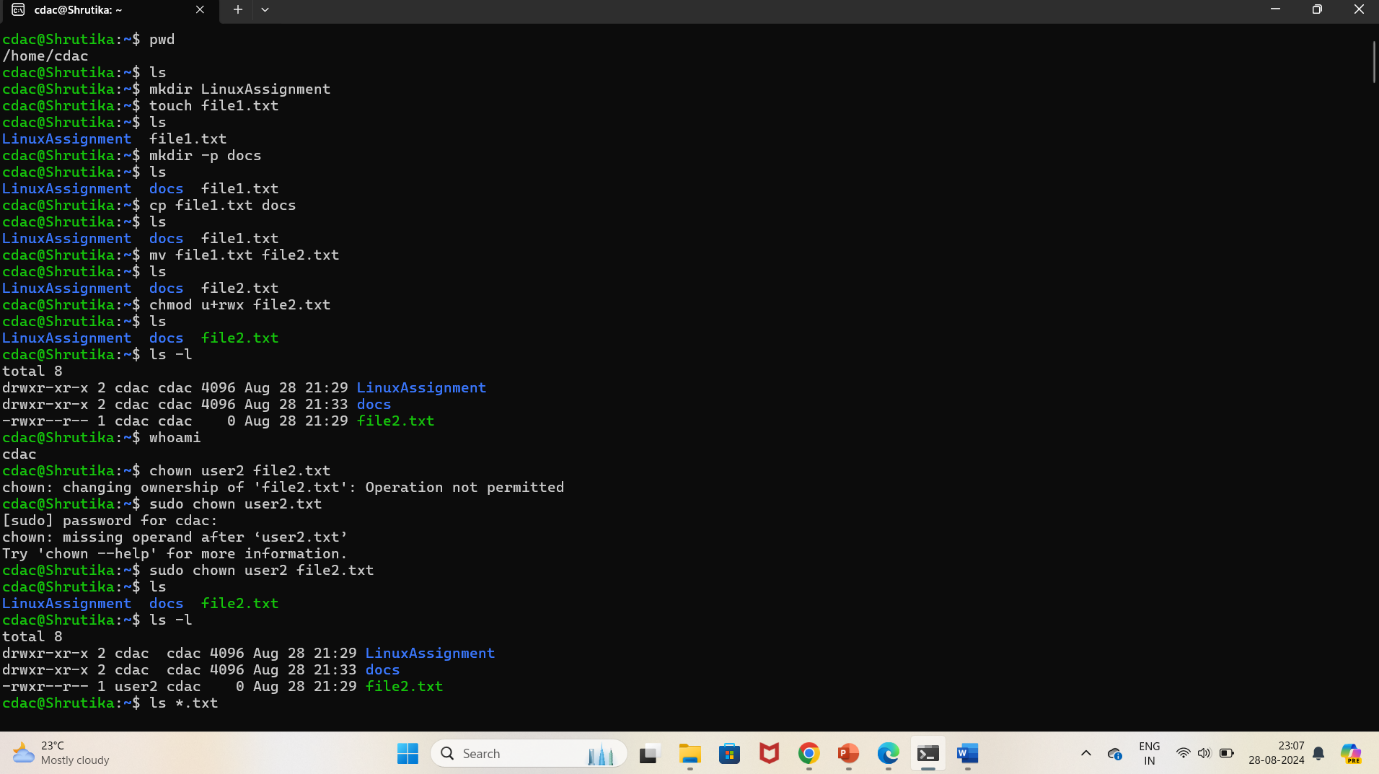 cdac@Shrutika: ~
cdac@Shrutika:~$ pwd
/home/cdac
cdac@Shrutika:~$ ls
cdac@Shrutika:~$ mkdir LinuxAssignment
cdac@Shrutika:~$ touch file1.txt
cdac@Shrutika:~$ ls
LinuxAssignment  file1.txt
cdac@Shrutika:~$ mkdir -p docs
cdac@Shrutika:~$ ls
LinuxAssignment  docs  file1.txt
cdac@Shrutika:~$ cp file1.txt docs
cdac@Shrutika:~$ ls
LinuxAssignment  docs  file1.txt
cdac@Shrutika:~$ mv file1.txt file2.txt
cdac@Shrutika:~$ ls
LinuxAssignment  docs  file2.txt
cdac@Shrutika:~$ chmod u+rwx file2.txt
cdac@Shrutika:~$ ls
LinuxAssignment  docs  file2.txt
cdac@Shrutika:~$ ls -l
total 8
drwxr-xr-x 2 cdac cdac 4096 Aug 28 21:29 LinuxAssignment
drwxr-xr-x 2 cdac cdac 4096 Aug 28 21:33 docs
-rwxr--r-- 1 cdac cdac    0 Aug 28 21:29 file2.txt
cdac@Shrutika:~$ whoami
cdac
cdac@Shrutika:~$ chown user2 file2.txt
chown: changing ownership of 'file2.txt': Operation not permitted
cdac@Shrutika:~$ sudo chown user2.txt
[sudo] password for cdac:
chown: missing operand after ‘user2.txt’
Try 'chown --help' for more information.
cdac@Shrutika:~$ sudo chown user2 file2.txt
cdac@Shrutika:~$ ls
LinuxAssignment  docs  file2.txt
cdac@Shrutika:~$ ls -l
total 8
drwxr-xr-x 2 cdac  cdac 4096 Aug 28 21:29 LinuxAssignment
drwxr-xr-x 2 cdac  cdac 4096 Aug 28 21:33 docs
-rwxr--r-- 1 user2 cdac    0 Aug 28 21:29 file2.txt
cdac@Shrutika:~$ ls *.txt
23°C
Mostly cloudy
Search
ENG
IN
23:07
28-08-2024
PRE